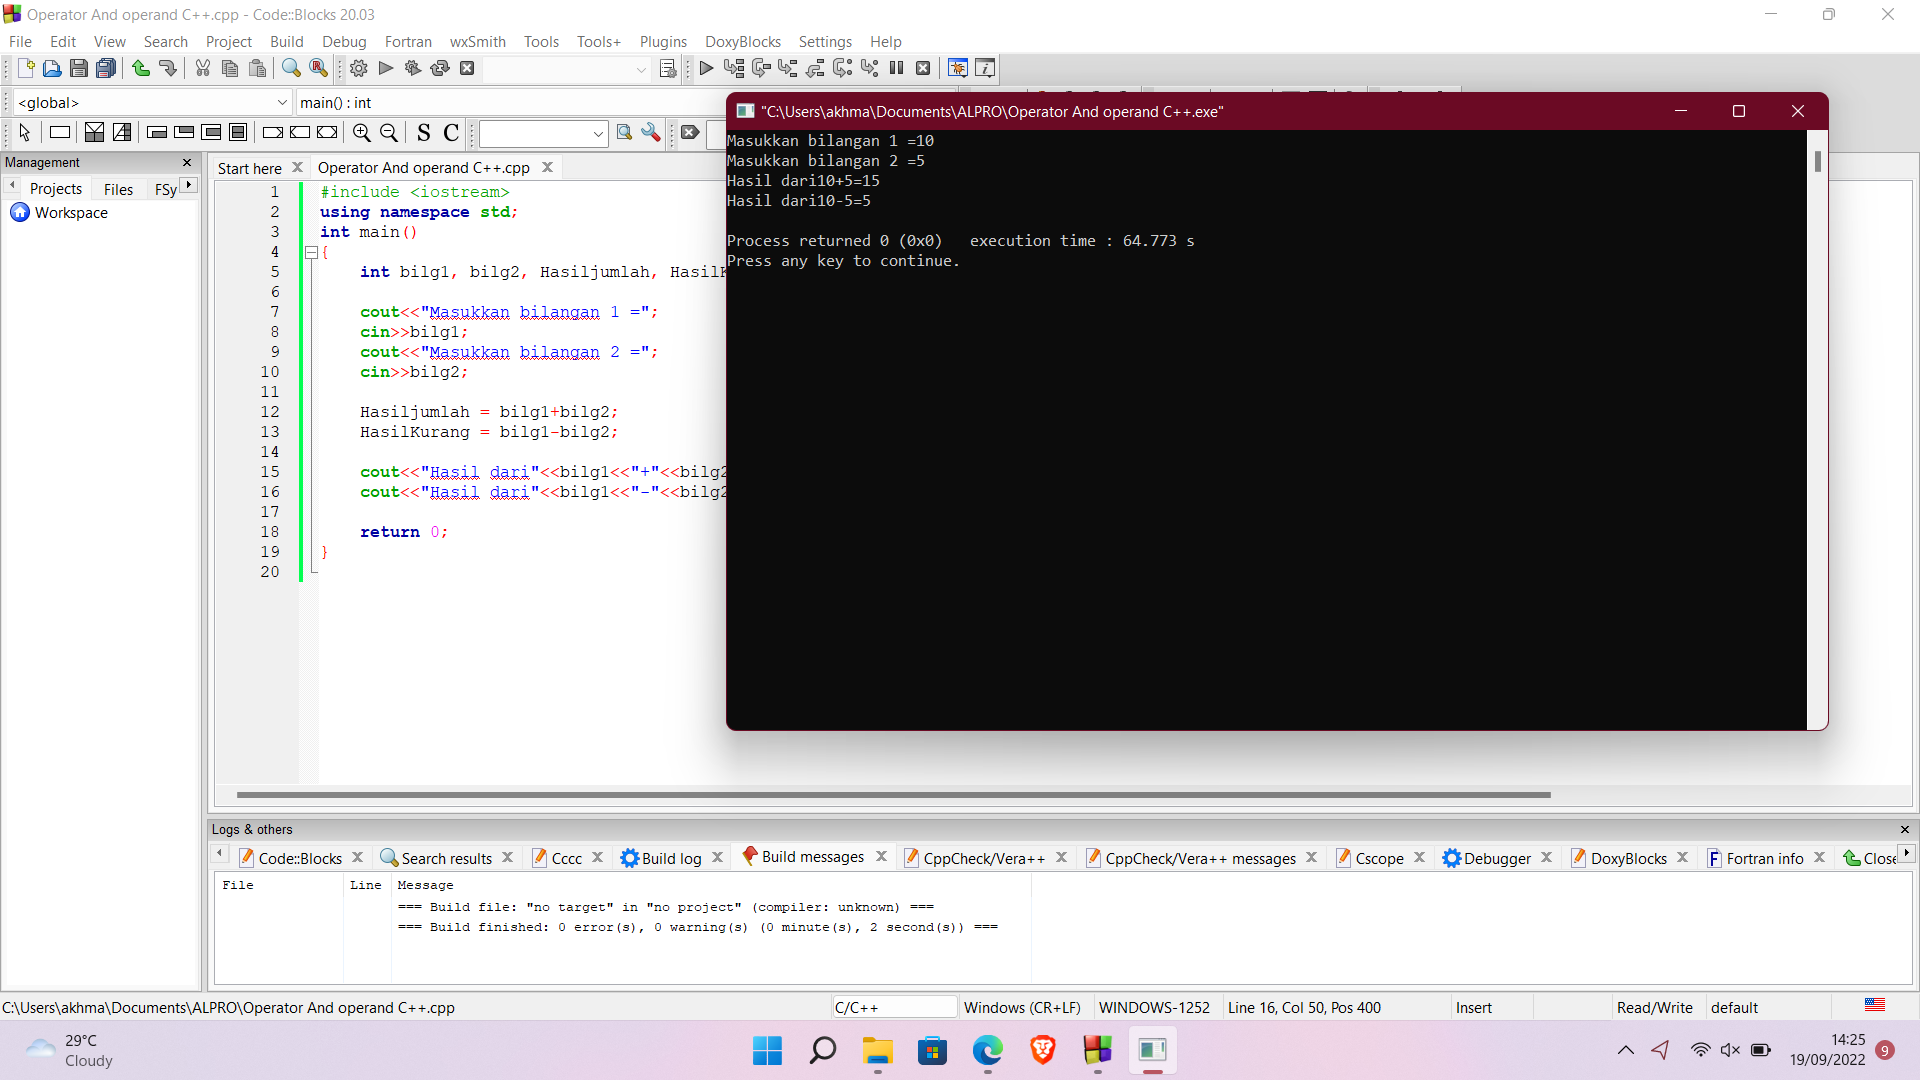 Operator And operand C++.cpp - Code::Blocks 20.03
File Edit View Search Project Build Debug Fortran wxSmith Tools Tools+ Plugins DoxyBlocks Settings Help
<global>
main() : int
S C
Management
Projects Files FSy
Workspace
Start here
Operator And operand C++.cpp
1 #include <iostream>
2 using namespace std;
3 int main()
4 {
5 int bilg1, bilg2, Hasiljumlah, HasilK
6
7 cout<<"Masukkan bilangan 1 =";
8 cin>>bilg1;
9 cout<<"Masukkan bilangan 2 =";
10 cin>>bilg2;
11
12 Hasiljumlah = bilg1+bilg2;
13 HasilKurang = bilg1-bilg2;
14
15 cout<<"Hasil dari"<<bilg1<<"+"<<bilg2
16 cout<<"Hasil dari"<<bilg1<<"-"<<bilg2
17
18 return 0;
19 }
20
"C:\Users\akhma\Documents\ALPRO\Operator And operand C++.exe"
Masukkan bilangan 1 =10
Masukkan bilangan 2 =5
Hasil dari10+5=15
Hasil dari10-5=5
Process returned 0 (0x0) execution time : 64.773 s
Press any key to continue.
Logs & others
Code::Blocks Search results Cccc Build log Build messages CppCheck/Vera++ CppCheck/Vera++ messages Cscope Debugger DoxyBlocks Fortran info Close
File Line Message
=== Build file: "no target" in "no project" (compiler: unknown) ===
=== Build finished: 0 error(s), 0 warning(s) (0 minute(s), 2 second(s)) ===
C:\Users\akhma\Documents\ALPRO\Operator And operand C++.cpp
C/C++ Windows (CR+LF) WINDOWS-1252 Line 16, Col 50, Pos 400 Insert Read/Write default
29°C
Cloudy
14:25
19/09/2022
9